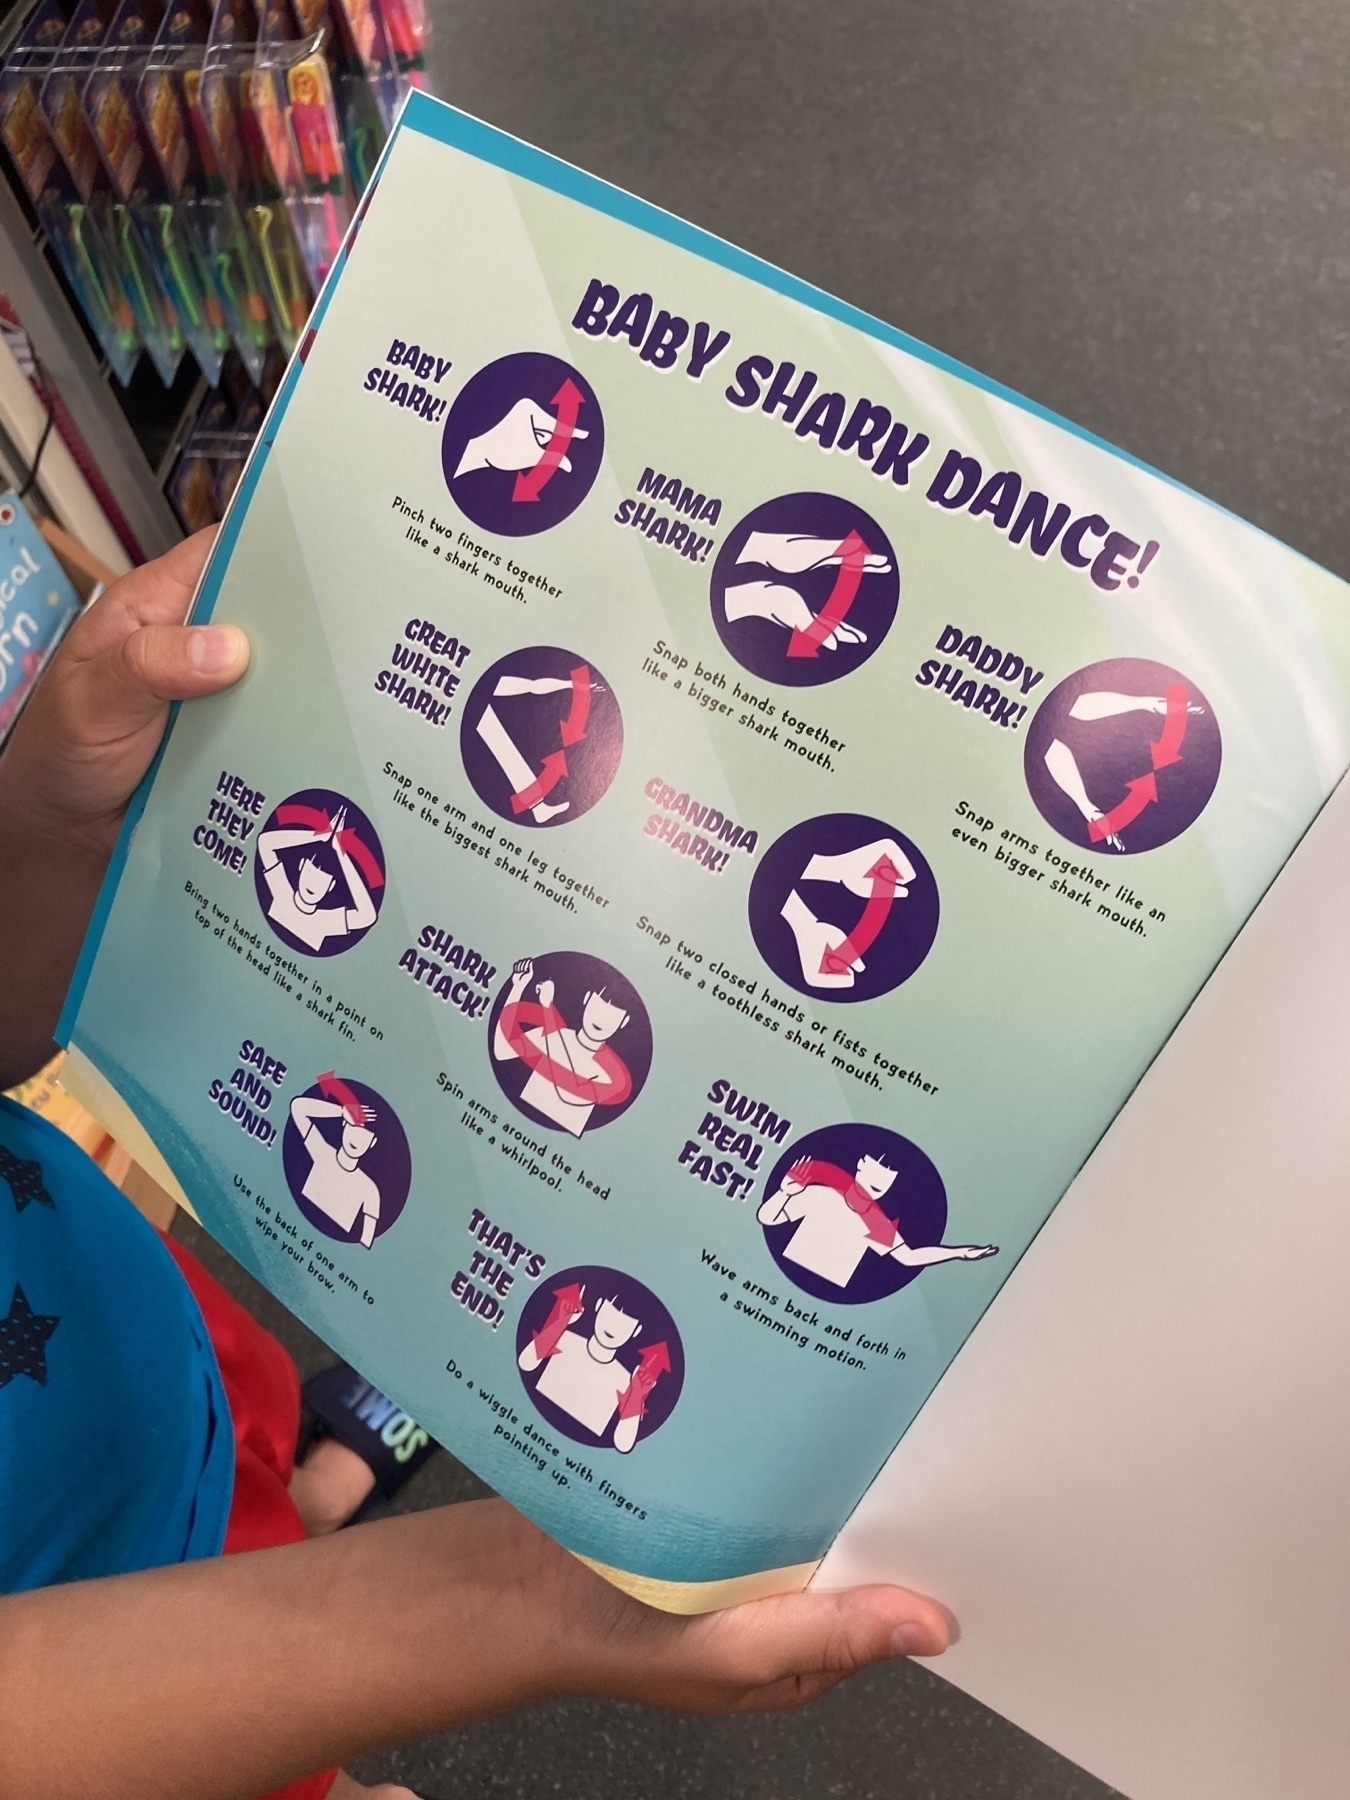 BABY SHARK DANCE!
BABY
SHARK!
Pinch two fingers together
like a shark mouth.
MAMA
SHARK!
Snap both hands together
like a bigger shark mouth.
DADDY
SHARK!
Snap arms together like an
even bigger shark mouth.
GREAT
WHITE
SHARK!
Snap one arm and one leg together
like the biggest shark mouth.
GRANDMA
SHARK!
Snap two closed hands or fists together
like a toothless shark mouth.
HERE
THEY
COME!
Bring two hands together in a point on
top of the head like a shark fin.
SHARK
ATTACK!
Spin arms around the head
like a whirlpool.
SWIM
REAL
FAST!
Wave arms back and forth in
a swimming motion.
SAFE
AND
SOUND!
Use the back of one arm to
wipe your brow.
THAT'S
THE
END!
Do a wiggle dance with fingers
pointing up.